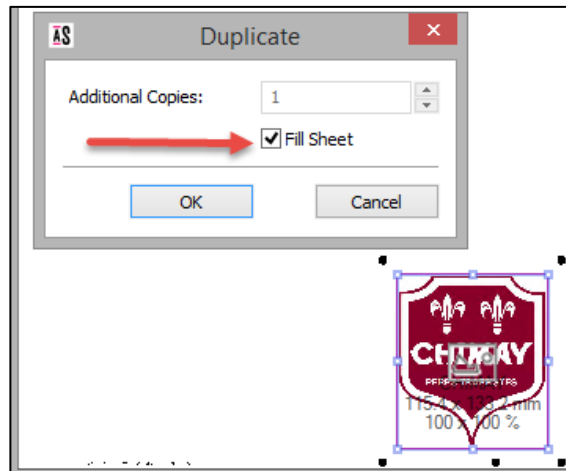 AS
Duplicate
Additional Copies:
1
Fill Sheet
OK
Cancel
CHIMAY
115.4 x 133.2 mm
100 x 100 %